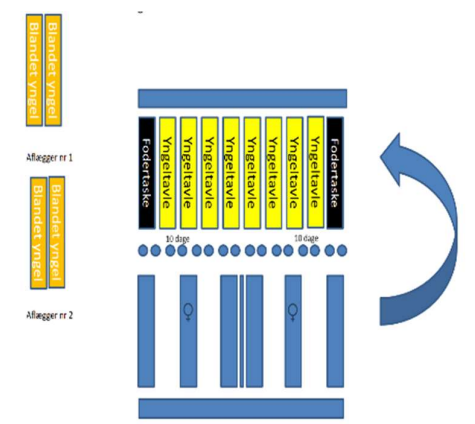 Blandet yngel
Blandet yngel
Aflægger nr 1
Blandet yngel
Blandet yngel
Aflægger nr 2
Fodertaske
Yngeltavle
Yngeltavle
Yngeltavle
Yngeltavle
Yngeltavle
Yngeltavle
Yngeltavle
Yngeltavle
Fodertaske
10 dage
10 dage
♀
♀